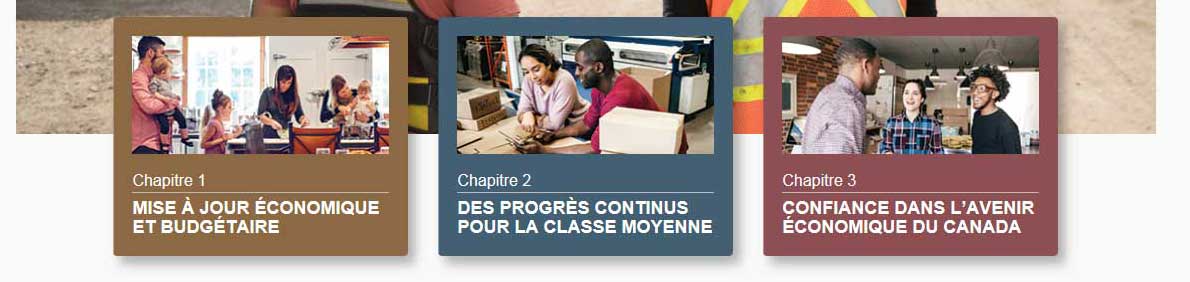 Chapitre 1
MISE À JOUR ÉCONOMIQUE
ET BUDGÉTAIRE
Chapitre 2
DES PROGRÈS CONTINUS
POUR LA CLASSE MOYENNE
Chapitre 3
CONFIANCE DANS L’AVENIR
ÉCONOMIQUE DU CANADA